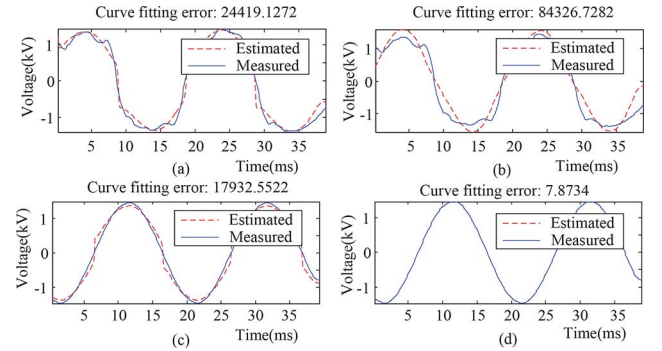 Curve fitting error: 24419.1272
Voltage(kV)
1
0
-1
Estimated
Measured
5 10 15 20 25 30 35
Time(ms)
(a)
Curve fitting error: 84326.7282
Voltage(kV)
1
0
-1
Estimated
Measured
5 10 15 20 25 30 35
Time(ms)
(b)
Curve fitting error: 17932.5522
Voltage(kV)
1
0
-1
Estimated
Measured
5 10 15 20 25 30 35
Time(ms)
(c)
Curve fitting error: 7.8734
Voltage(kV)
1
0
-1
Estimated
Measured
5 10 15 20 25 30 35
Time(ms)
(d)